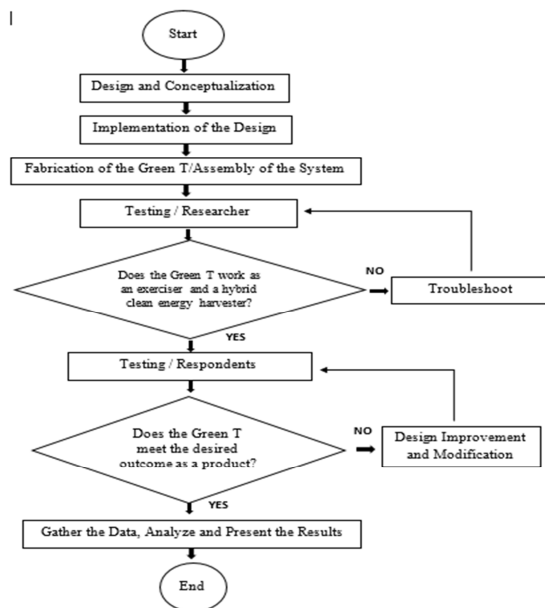 Start
Design and Conceptualization
Implementation of the Design
Fabrication of the Green T/Assembly of the System
Testing / Researcher
Does the Green T work as
an exerciser and a hybrid
clean energy harvester?
NO
Troubleshoot
YES
Testing / Respondents
Does the Green T
meet the desired
outcome as a product?
NO
Design Improvement
and Modification
YES
Gather the Data, Analyze and Present the Results
End